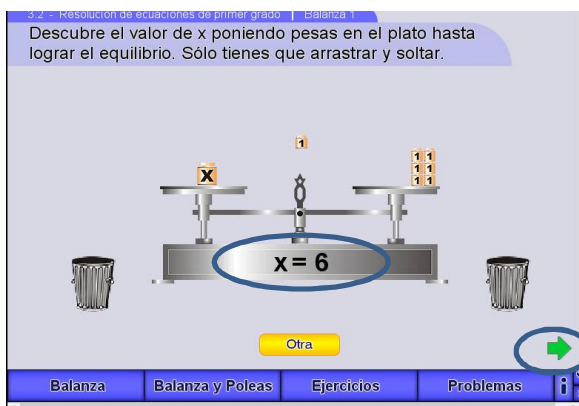 3.2 - Resolución de ecuaciones de primer grado | Balanza 1
Descubre el valor de x poniendo pesas en el plato hasta
lograr el equilibrio. Sólo tienes que arrastrar y soltar.
1
X
1 1
1 1
1 1
x = 6
Otra
Balanza
Balanza y Poleas
Ejercicios
Problemas
i